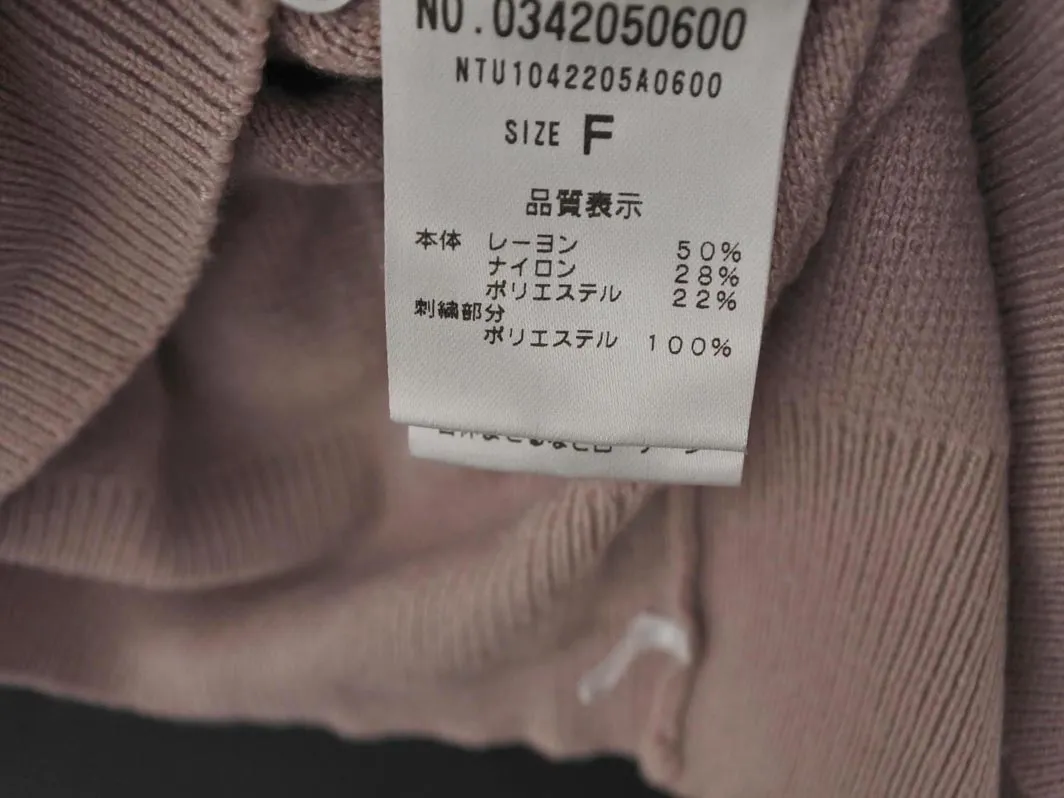 NO.0342050600
NTU1042205A0600
SIZE F
品質表示
本体 レーヨン 50%
ナイロン 28%
ポリエステル 22%
刺繍部分
ポリエステル 100%